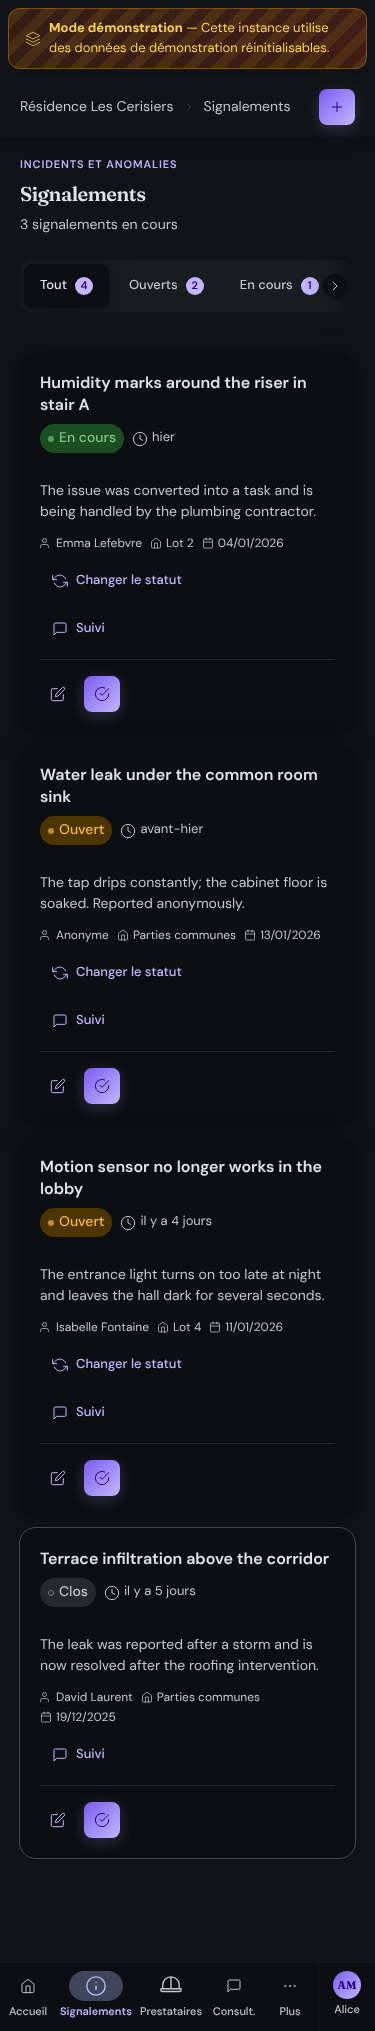 Mode démonstration — Cette instance utilise
des données de démonstration réinitialisables.
Résidence Les Cerisiers > Signalements
INCIDENTS ET ANOMALIES
Signalements
3 signalements en cours
Tout 4 Ouverts 2 En cours 1
Humidity marks around the riser in
stair A
En cours hier
The issue was converted into a task and is
being handled by the plumbing contractor.
Emma Lefebvre Lot 2 04/01/2026
Changer le statut
Suivi
Water leak under the common room
sink
Ouvert avant-hier
The tap drips constantly; the cabinet floor is
soaked. Reported anonymously.
Anonyme Parties communes 13/01/2026
Changer le statut
Suivi
Motion sensor no longer works in the
lobby
Ouvert il y a 4 jours
The entrance light turns on too late at night
and leaves the hall dark for several seconds.
Isabelle Fontaine Lot 4 11/01/2026
Changer le statut
Suivi
Terrace infiltration above the corridor
Clos il y a 5 jours
The leak was reported after a storm and is
now resolved after the roofing intervention.
David Laurent Parties communes
19/12/2025
Suivi
AM
Accueil Signalements Prestataires Consult. Plus Alice